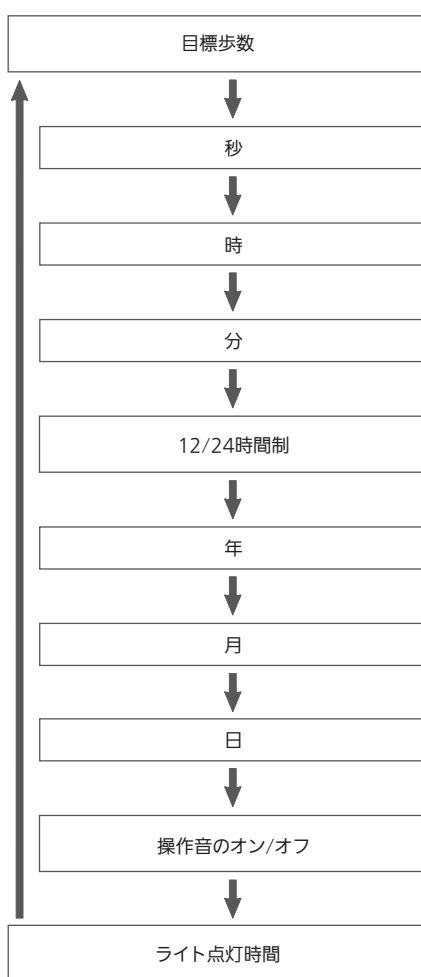 目標歩数
秒
時
分
12/24時間制
年
月
日
操作音のオン/オフ
ライト点灯時間